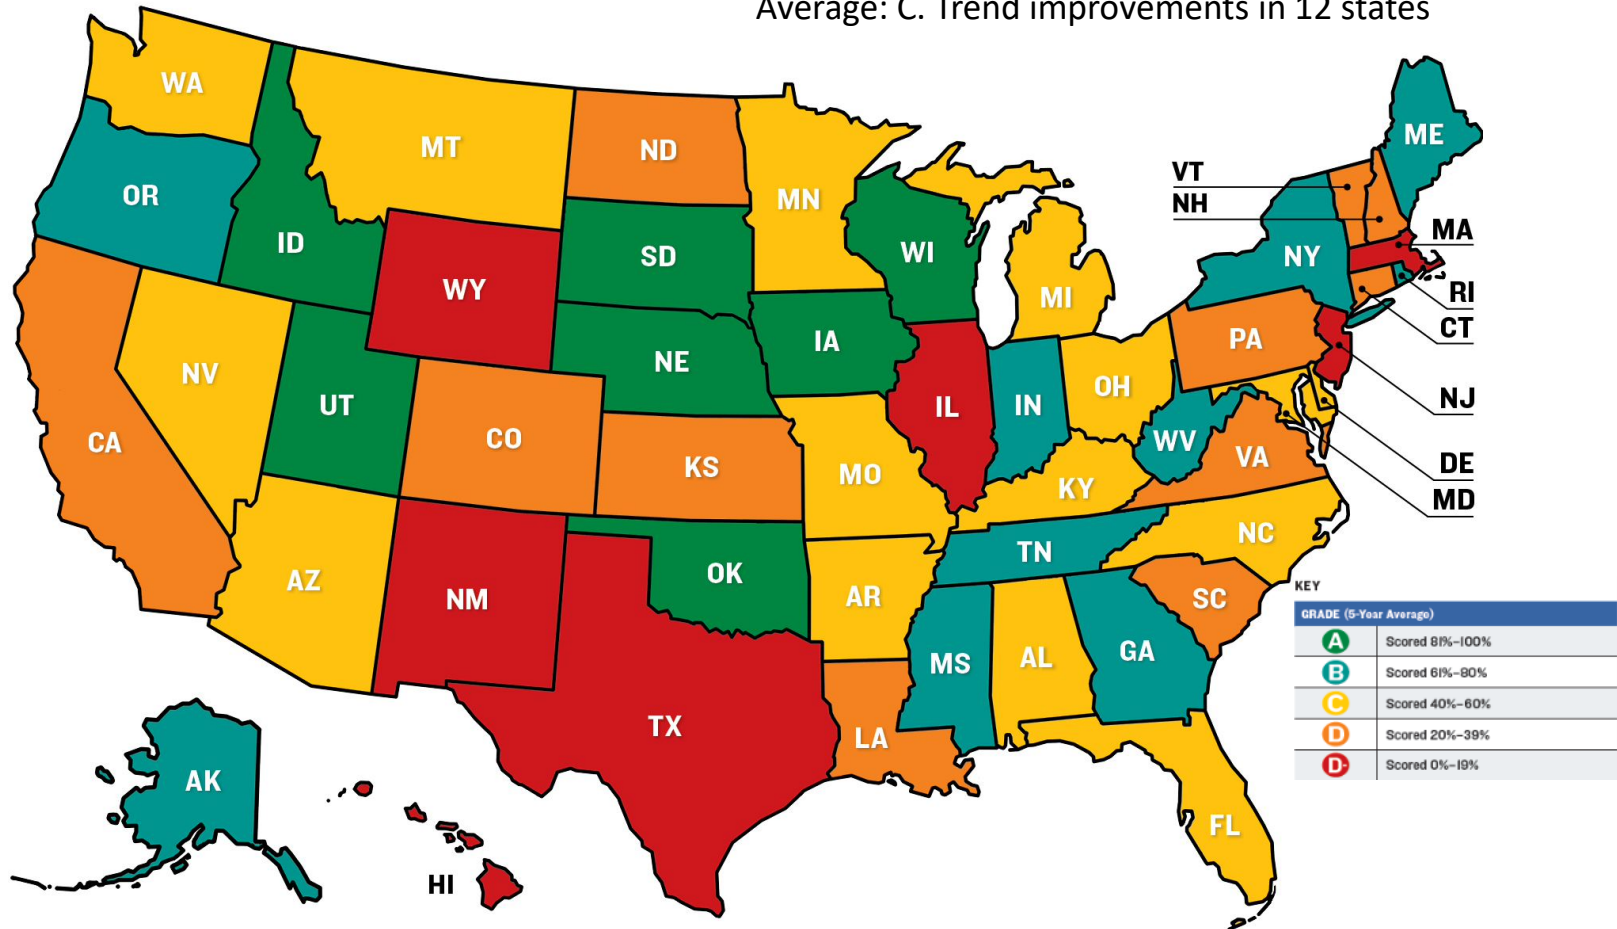 Average: C. Trend improvements in 12 states
WA
MT
ND
MN
OR
ID
SD
WI
WY
MI
ME
VT
NH
NY
MA
RI
CT
NJ
DE
MD
NV
UT
NE
IA
PA
CA
CO
KS
MO
IL
IN
OH
WV
VA
KY
AZ
NM
OK
AR
TN
NC
SC
TX
LA
MS
AL
GA
FL
AK
HI
KEY
GRADE (5-Year Average)
A Scored 81%–100%
B Scored 61%–80%
C Scored 40%–60%
D Scored 20%–39%
D- Scored 0%–19%